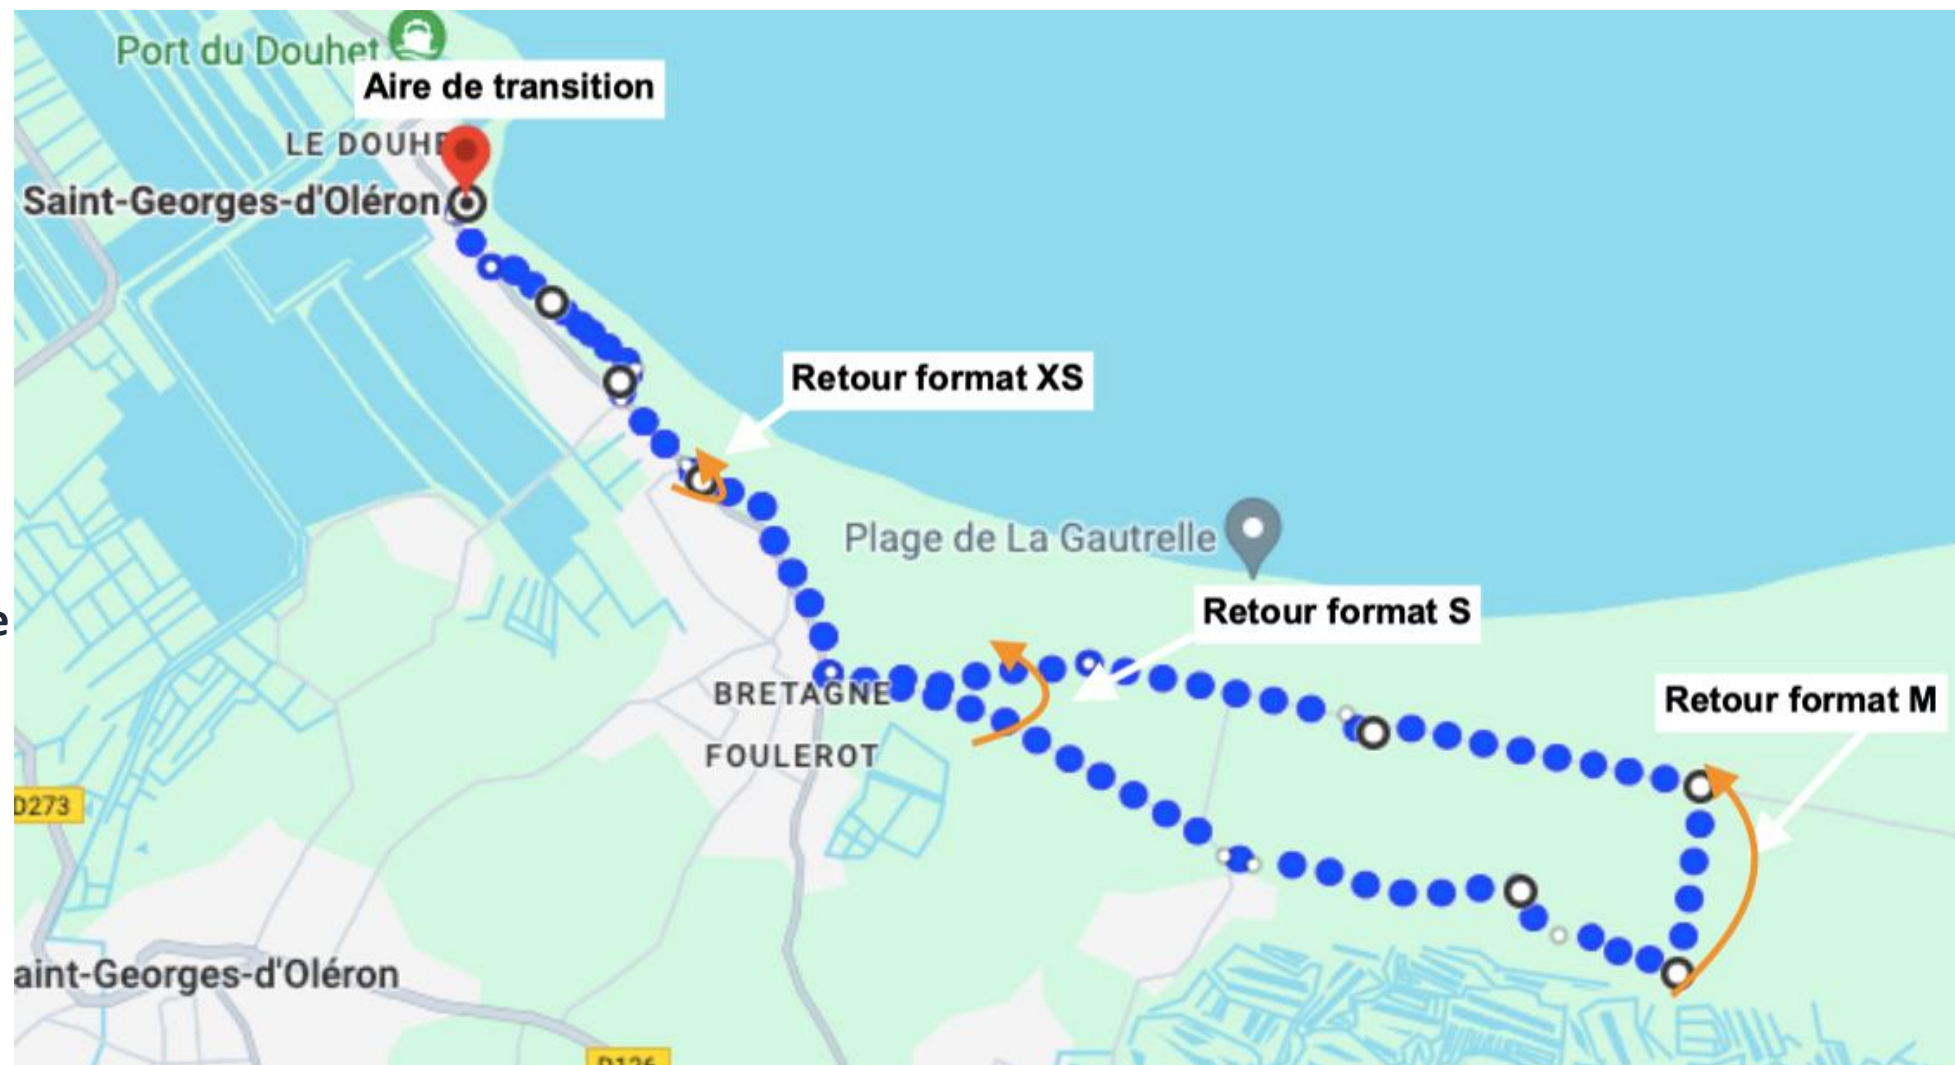 Port du Douhet
Aire de transition
LE DOUHE
Saint-Georges-d'Oléron
Retour format XS
Plage de La Gautrelle
Retour format S
e
BRETAGNE
Retour format M
FOULEROT
D273
aint-Georges-d'Oléron
D126